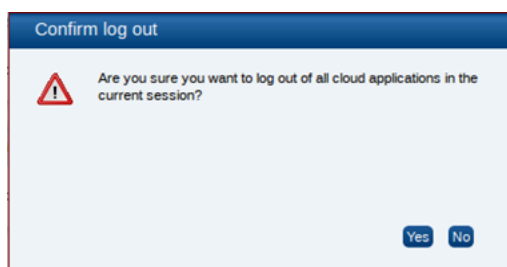 Confirm log out
Are you sure you want to log out of all cloud applications in the
current session?
Yes No